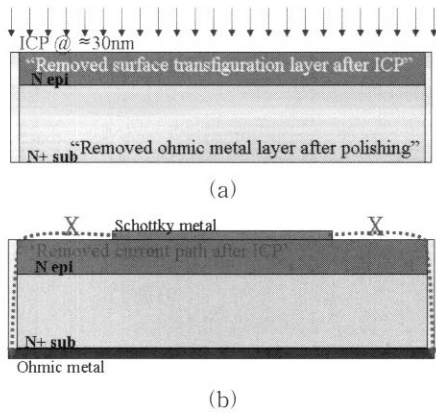 ICP @ ≈30nm
“Removed surface transfiguration layer after ICP”
N epi
“Removed ohmic metal layer after polishing”
N+ sub
(a)
X
Schottky metal
X
“Removed current path after ICP”
N epi
N+ sub
Ohmic metal
(b)